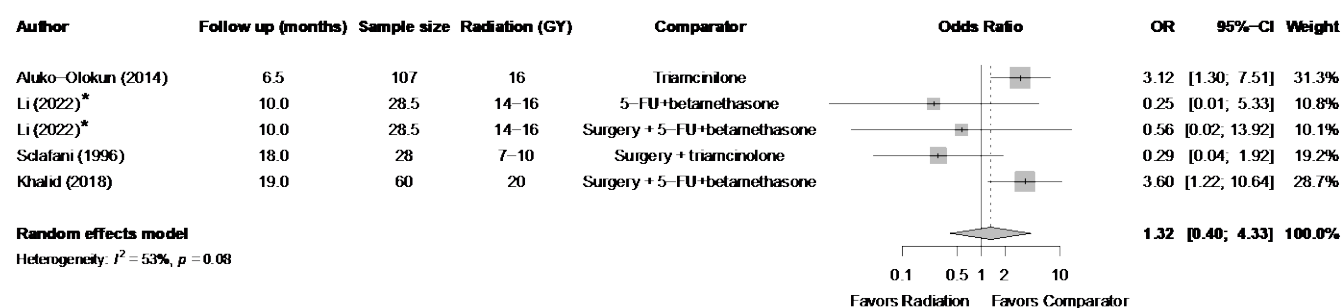 Author Follow up (months) Sample size Radiation (GY) Comparator Odds Ratio OR 95%−CI Weight
Aluko−Olokun (2014) 6.5 107 16 Triamcinilone 3.12 [1.30; 7.51] 31.3%
Li (2022)* 10.0 28.5 14−16 5−FU+betamethasone 0.25 [0.01; 5.33] 10.8%
Li (2022)* 10.0 28.5 14−16 Surgery + 5−FU+betamethasone 0.56 [0.02; 13.92] 10.1%
Sclafani (1996) 18.0 28 7−10 Surgery + triamcinolone 0.29 [0.04; 1.92] 19.2%
Khalid (2018) 19.0 60 20 Surgery + 5−FU+betamethasone 3.60 [1.22; 10.64] 28.7%
Random effects model 1.32 [0.40; 4.33] 100.0%
Heterogeneity: I² = 53%, p = 0.08
0.1 0.5 1 2 10
Favors Radiation Favors Comparator